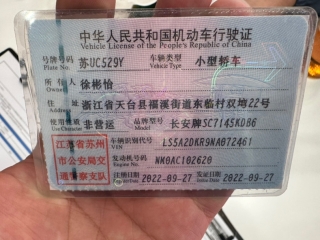 中华人民共和国机动车行驶证
Vehicle License of the People's Republic of China
号牌号码 苏UC529Y 车辆类型 小型轿车
Plate No. Vehicle Type
所有人 徐彬怡
Owner
住址 浙江省天台县福溪街道东临村双垴22号
Address
使用性质 非营运 品牌型号 长安牌SC7145KDB6
Use Character Model
江苏省苏州 车辆识别代号 LS5A2DKR9NA072461
市公安局交 VIN
通警察支队 发动机号码 NK0AC102620
Engine No.
注册日期 2022-09-27 发证日期 2022-09-27
Register Date Issue Date